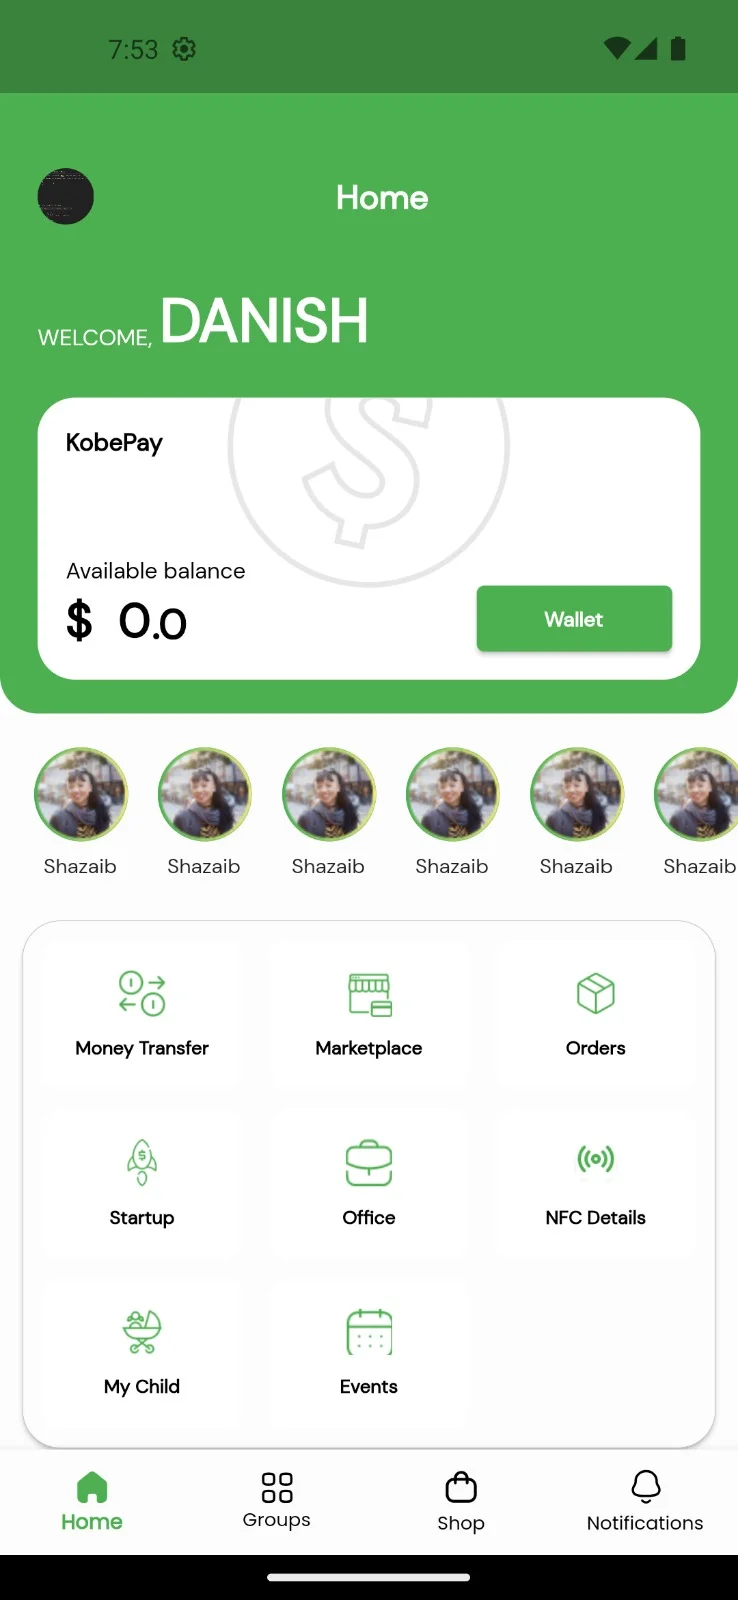 7:53
Home
WELCOME, DANISH
KobePay
Available balance
$ 0.0
Wallet
Shazaib Shazaib Shazaib Shazaib Shazaib Shazaib
Money Transfer Marketplace Orders
Startup Office NFC Details
My Child Events
Home Groups Shop Notifications